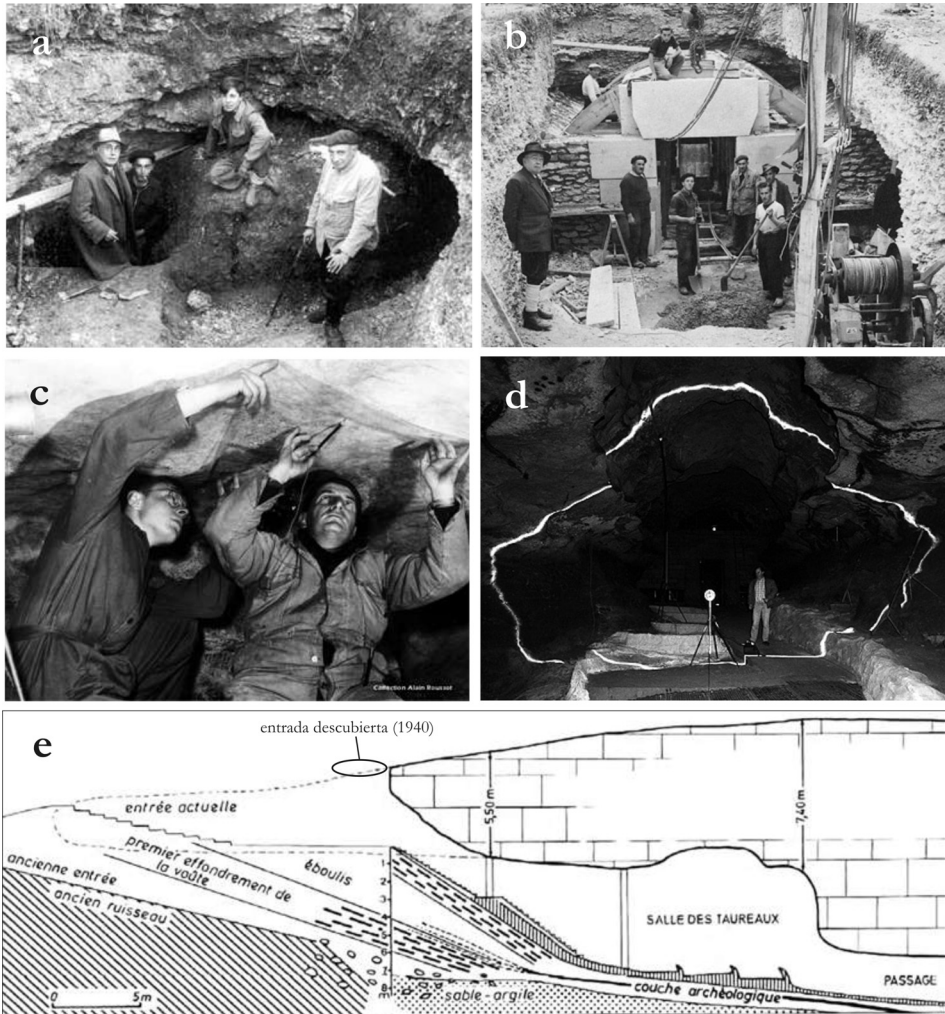 a
b
c
Collection Alain Roussot
d
e
entrada descubierta (1940)
entrée actuelle
5,50 m
7,40 m
premier effondrement de
la voûte
éboulis
ancienne entrée
ancien ruisseau
1
2
3
4
5
6
7
8
m
SALLE DES TAUREAUX
PASSAGE
couche archéologique
sable-argile
0 5m